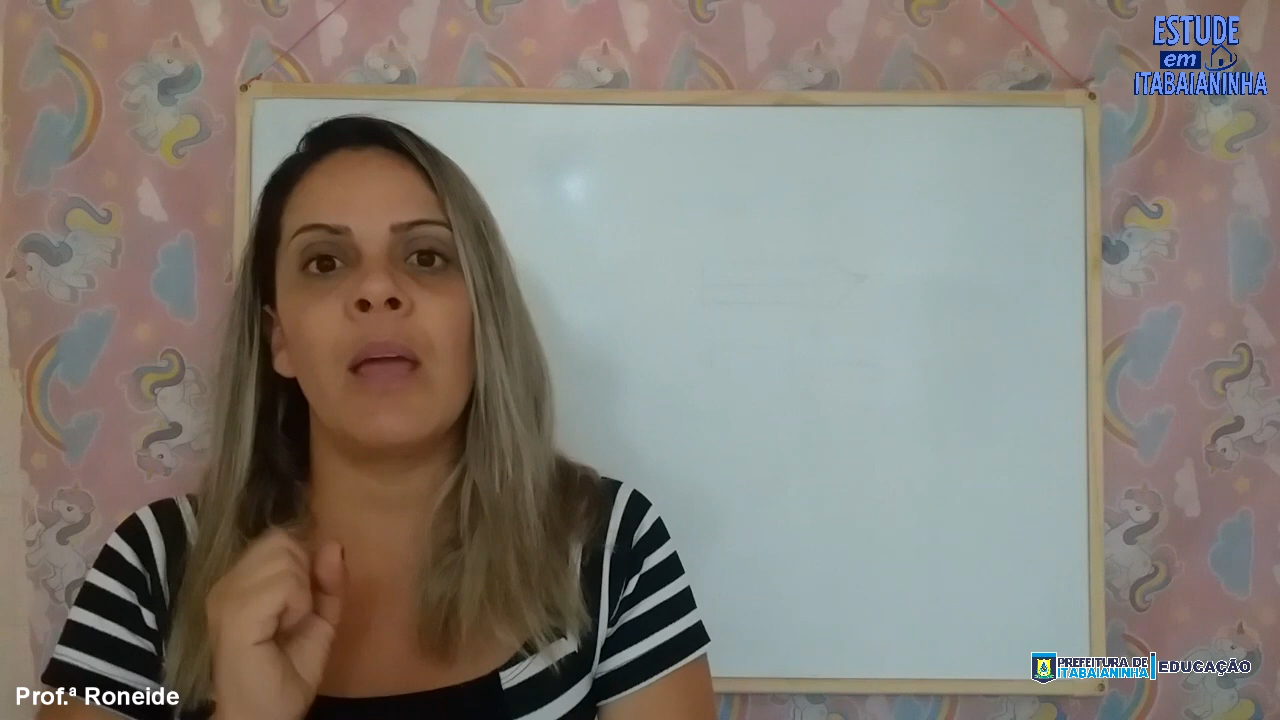 ESTUDE
em
ITABAIANINHA
PREFEITURA DE
ITABAIANINHA
EDUCAÇÃO
Prof.ª Roneide